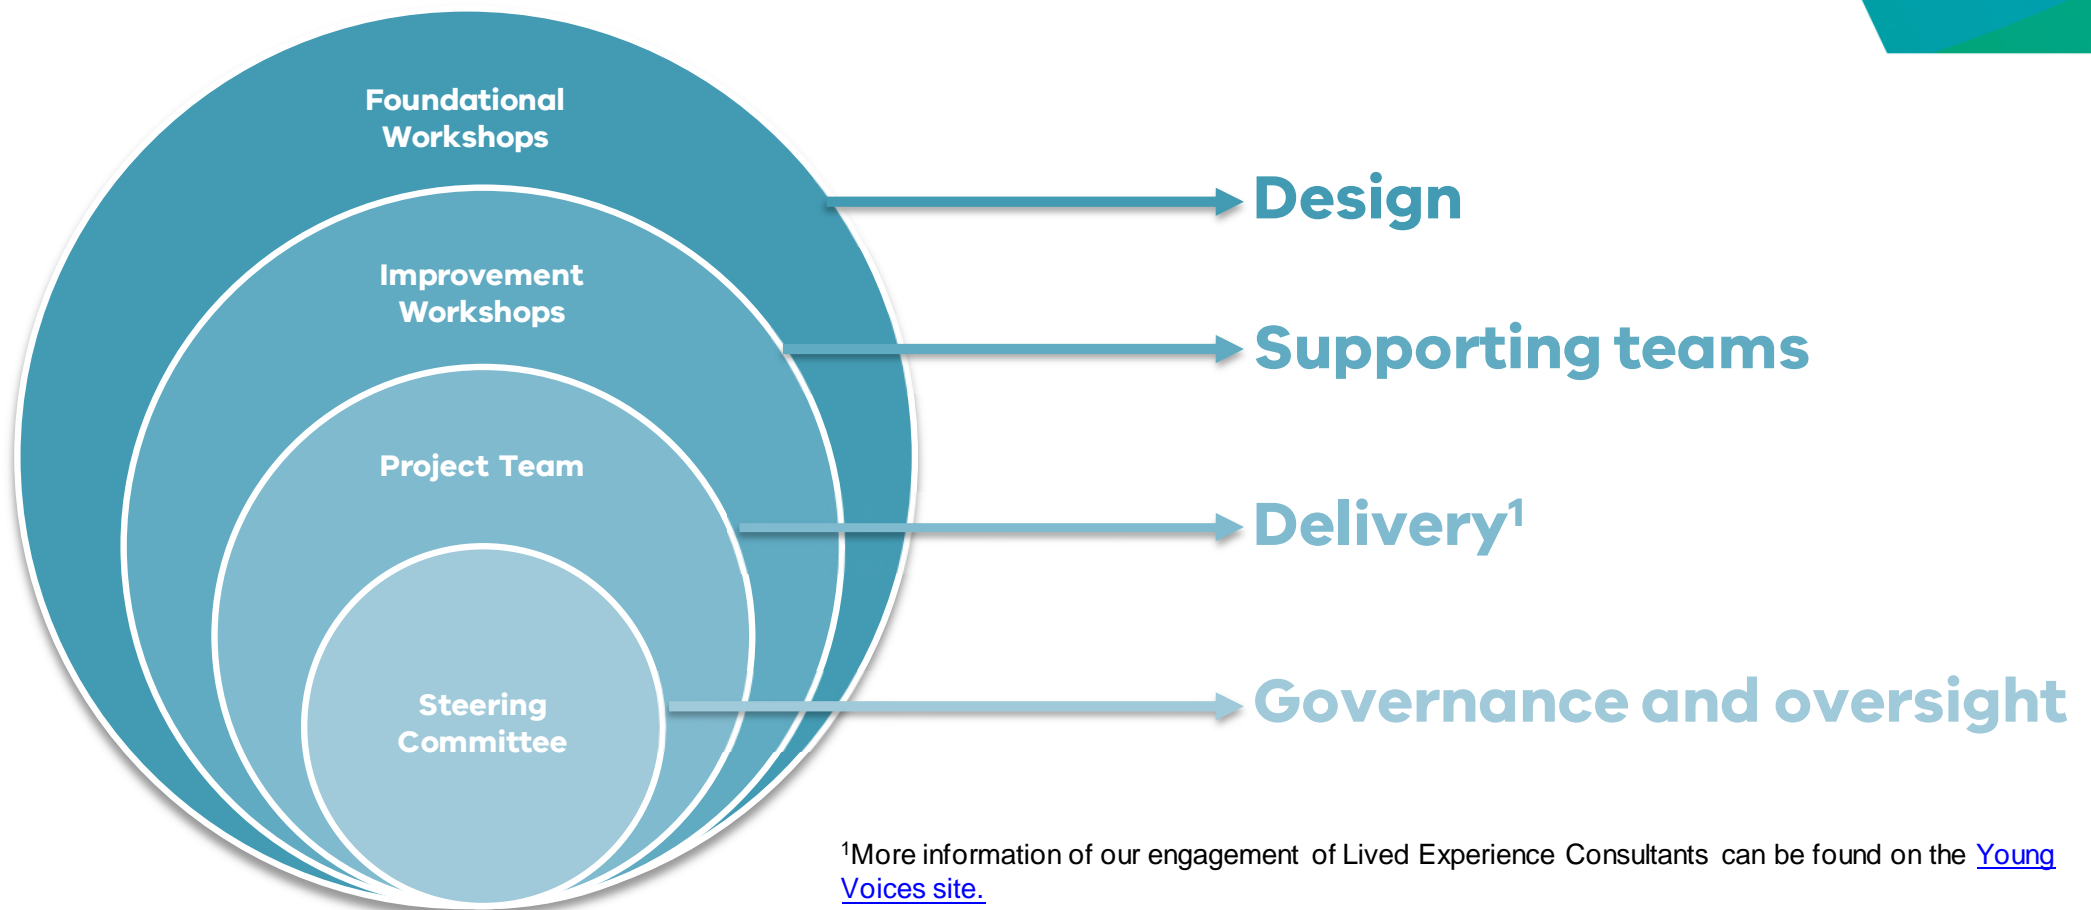 Foundational
Workshops
Design
Improvement
Workshops
Supporting teams
Project Team
Delivery¹
Steering
Committee
Governance and oversight
¹More information of our engagement of Lived Experience Consultants can be found on the Young
Voices site.